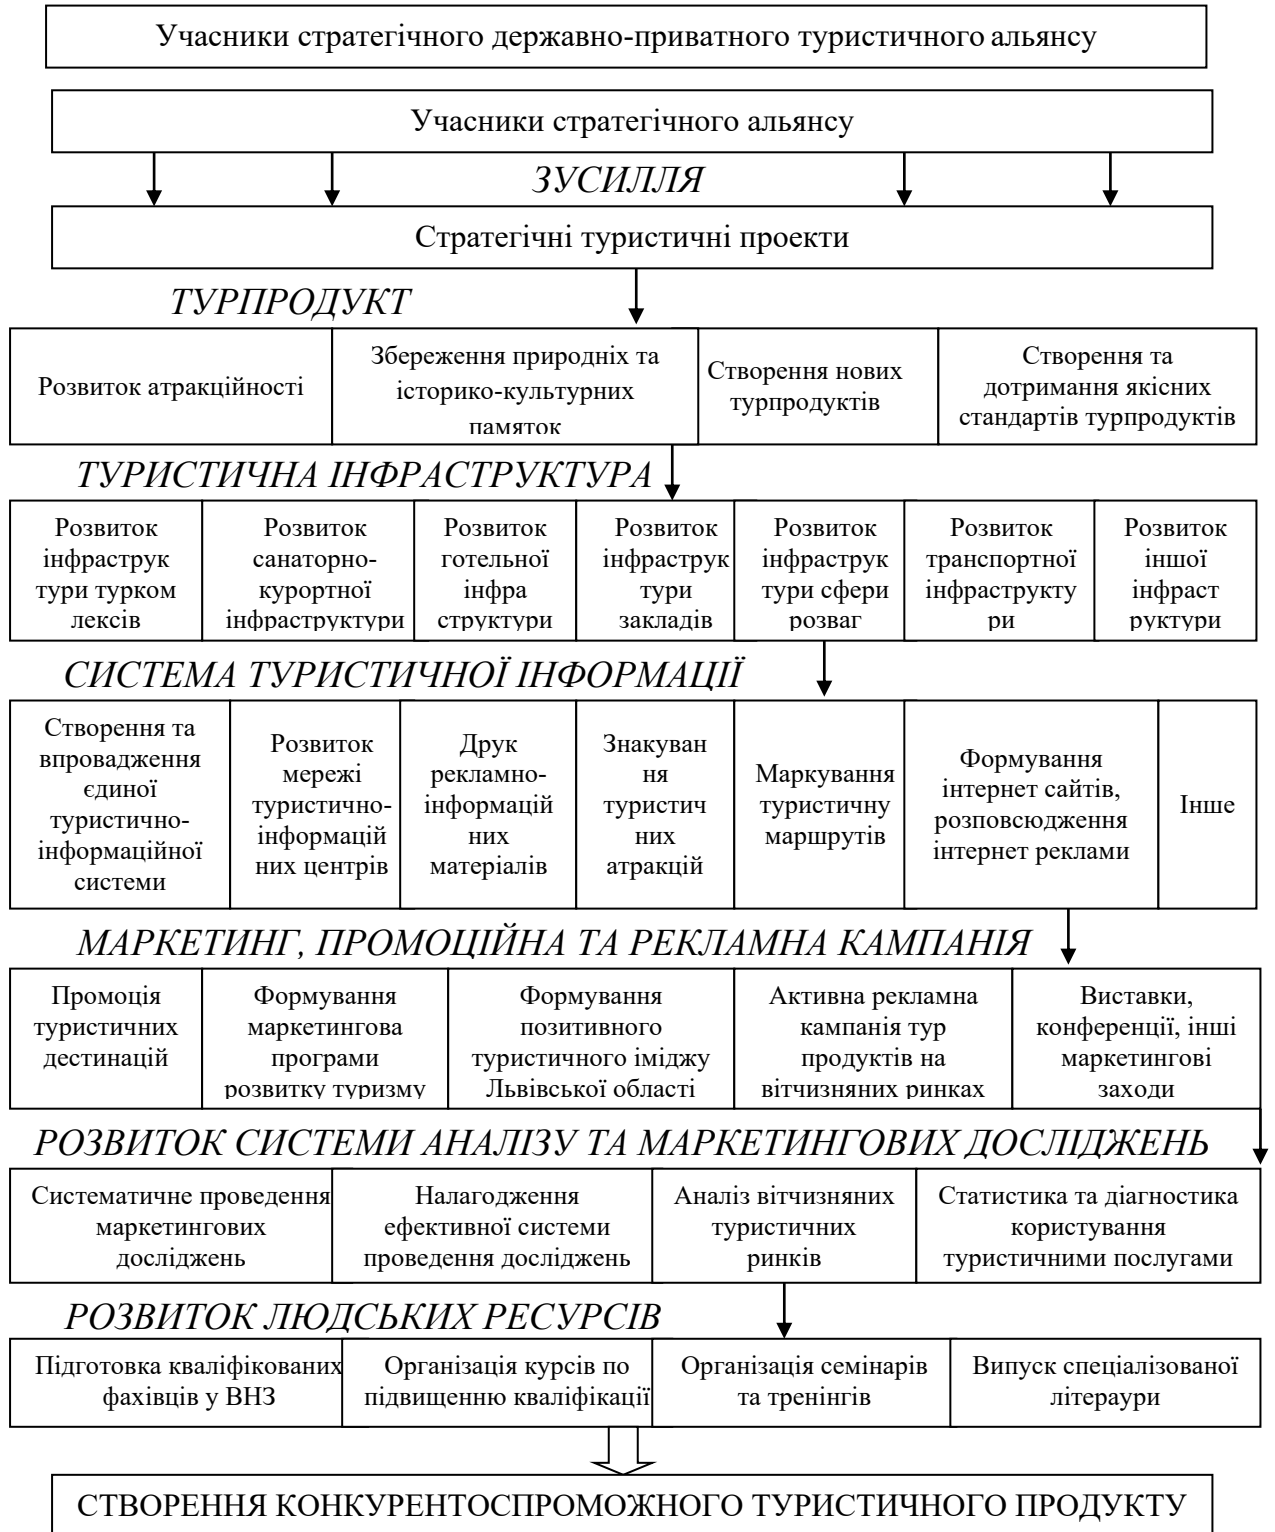 Учасники стратегічного державно-приватного туристичного альянсу
Учасники стратегічного альянсу
ЗУСИЛЛЯ
Стратегічні туристичні проекти
ТУРПРОДУКТ
Розвиток атракційності
Збереження природніх та
історико-культурних
памяток
Створення нових
турпродуктів
Створення та
дотримання якісних
стандартів турпродуктів
ТУРИСТИЧНА ІНФРАСТРУКТУРА
Розвиток
інфраструк
тури турком
лексів
Розвиток
санаторно-
курортної
інфраструктури
Розвиток
готельної
інфра
структури
Розвиток
інфраструк
тури
закладів
Розвиток
інфраструк
тури сфери
розваг
Розвиток
транспортної
інфраструкту
ри
Розвиток
іншої
інфраст
руктури
СИСТЕМА ТУРИСТИЧНОЇ ІНФОРМАЦІЇ
Створення та
впровадження
єдиної
туристично-
інформаційної
системи
Розвиток
мережі
туристично-
інформацій
них центрів
Друк
рекламно-
інформацій
них
матеріалів
Знакуван
ня
туристич
них
атракцій
Маркування
туристичну
маршрутів
Формування
інтернет сайтів,
розповсюдження
інтернет реклами
Інше
МАРКЕТИНГ, ПРОМОЦІЙНА ТА РЕКЛАМНА КАМПАНІЯ
Промоція
туристичних
дестинацій
Формування
маркетингова
програми
розвитку туризму
Формування
позитивного
туристичного іміджу
Львівської області
Активна рекламна
кампанія тур
продуктів на
вітчизняних ринках
Виставки,
конференції, інші
маркетингові
заходи
РОЗВИТОК СИСТЕМИ АНАЛІЗУ ТА МАРКЕТИНГОВИХ ДОСЛІДЖЕНЬ
Систематичне проведення
маркетингових
досліджень
Налагодження
ефективної системи
проведення досліджень
Аналіз вітчизняних
туристичних
ринків
Статистика та діагностика
користування
туристичними послугами
РОЗВИТОК ЛЮДСЬКИХ РЕСУРСІВ
Підготовка кваліфікованих
фахівців у ВНЗ
Організація курсів по
підвищенню кваліфікації
Організація семінарів
та тренінгів
Випуск спеціалізованої
літераури
СТВОРЕННЯ КОНКУРЕНТОСПРОМОЖНОГО ТУРИСТИЧНОГО ПРОДУКТУ